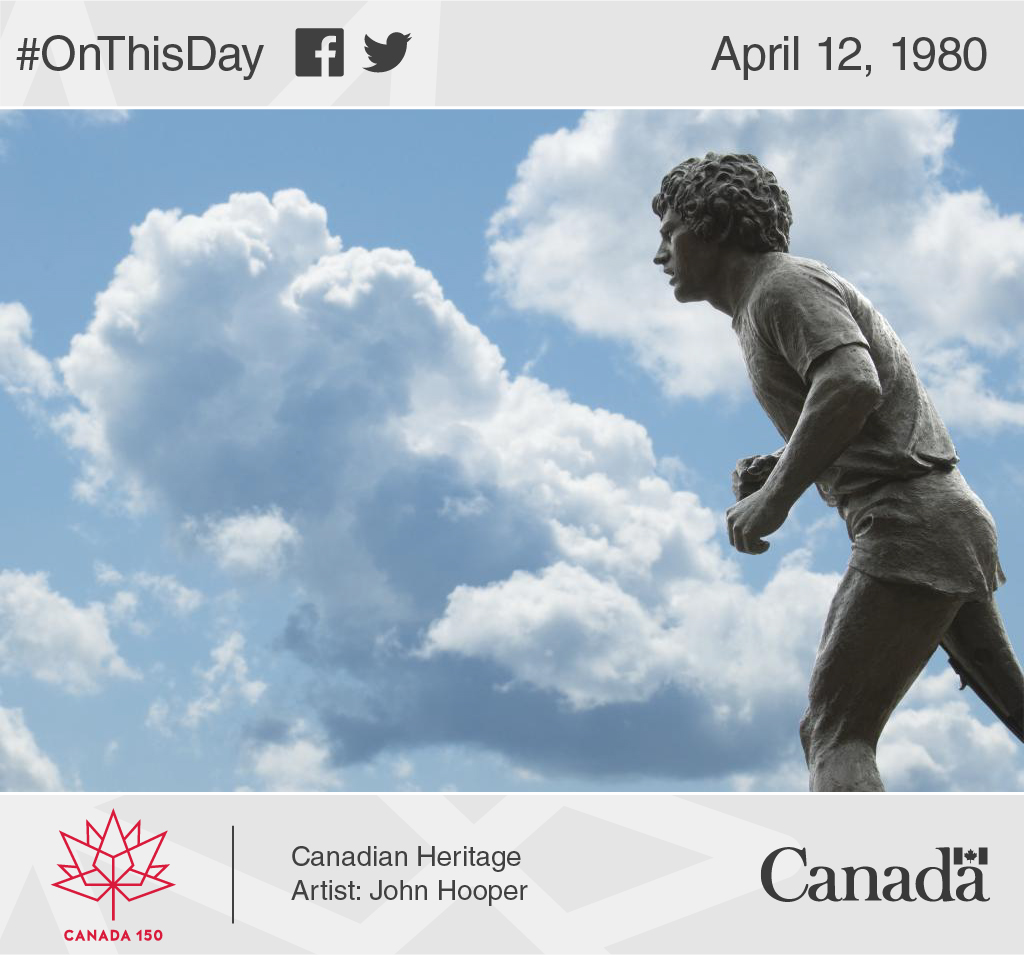 #OnThisDay
April 12, 1980
CANADA 150
Canadian Heritage
Artist: John Hooper
Canada